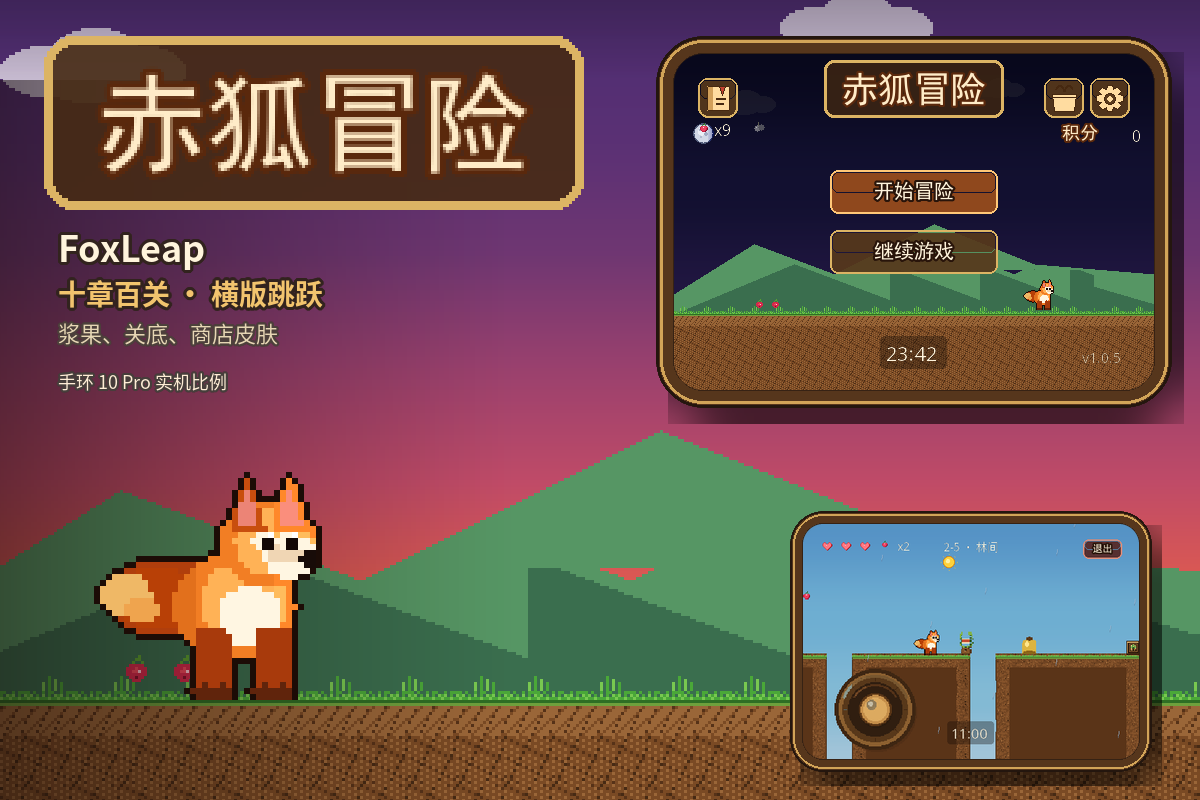 赤狐冒险
FoxLeap
十章百关 · 横版跳跃
浆果、关底、商店皮肤
手环 10 Pro 实机比例
赤狐冒险
x9
积分
0
开始冒险
继续游戏
23:42
v1.0.5
x2
2-5 · 林间
退出
11:00